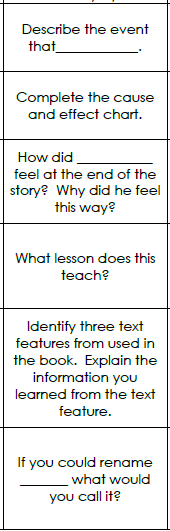 Describe the event
that____________.
Complete the cause
and effect chart.
How did ___________
feel at the end of the
story?  Why did he feel
this way?
What lesson does this
teach?
Identify three text
features from used in
the book.  Explain the
information you
learned from the text
feature.
If you could rename
_______ what would
you call it?